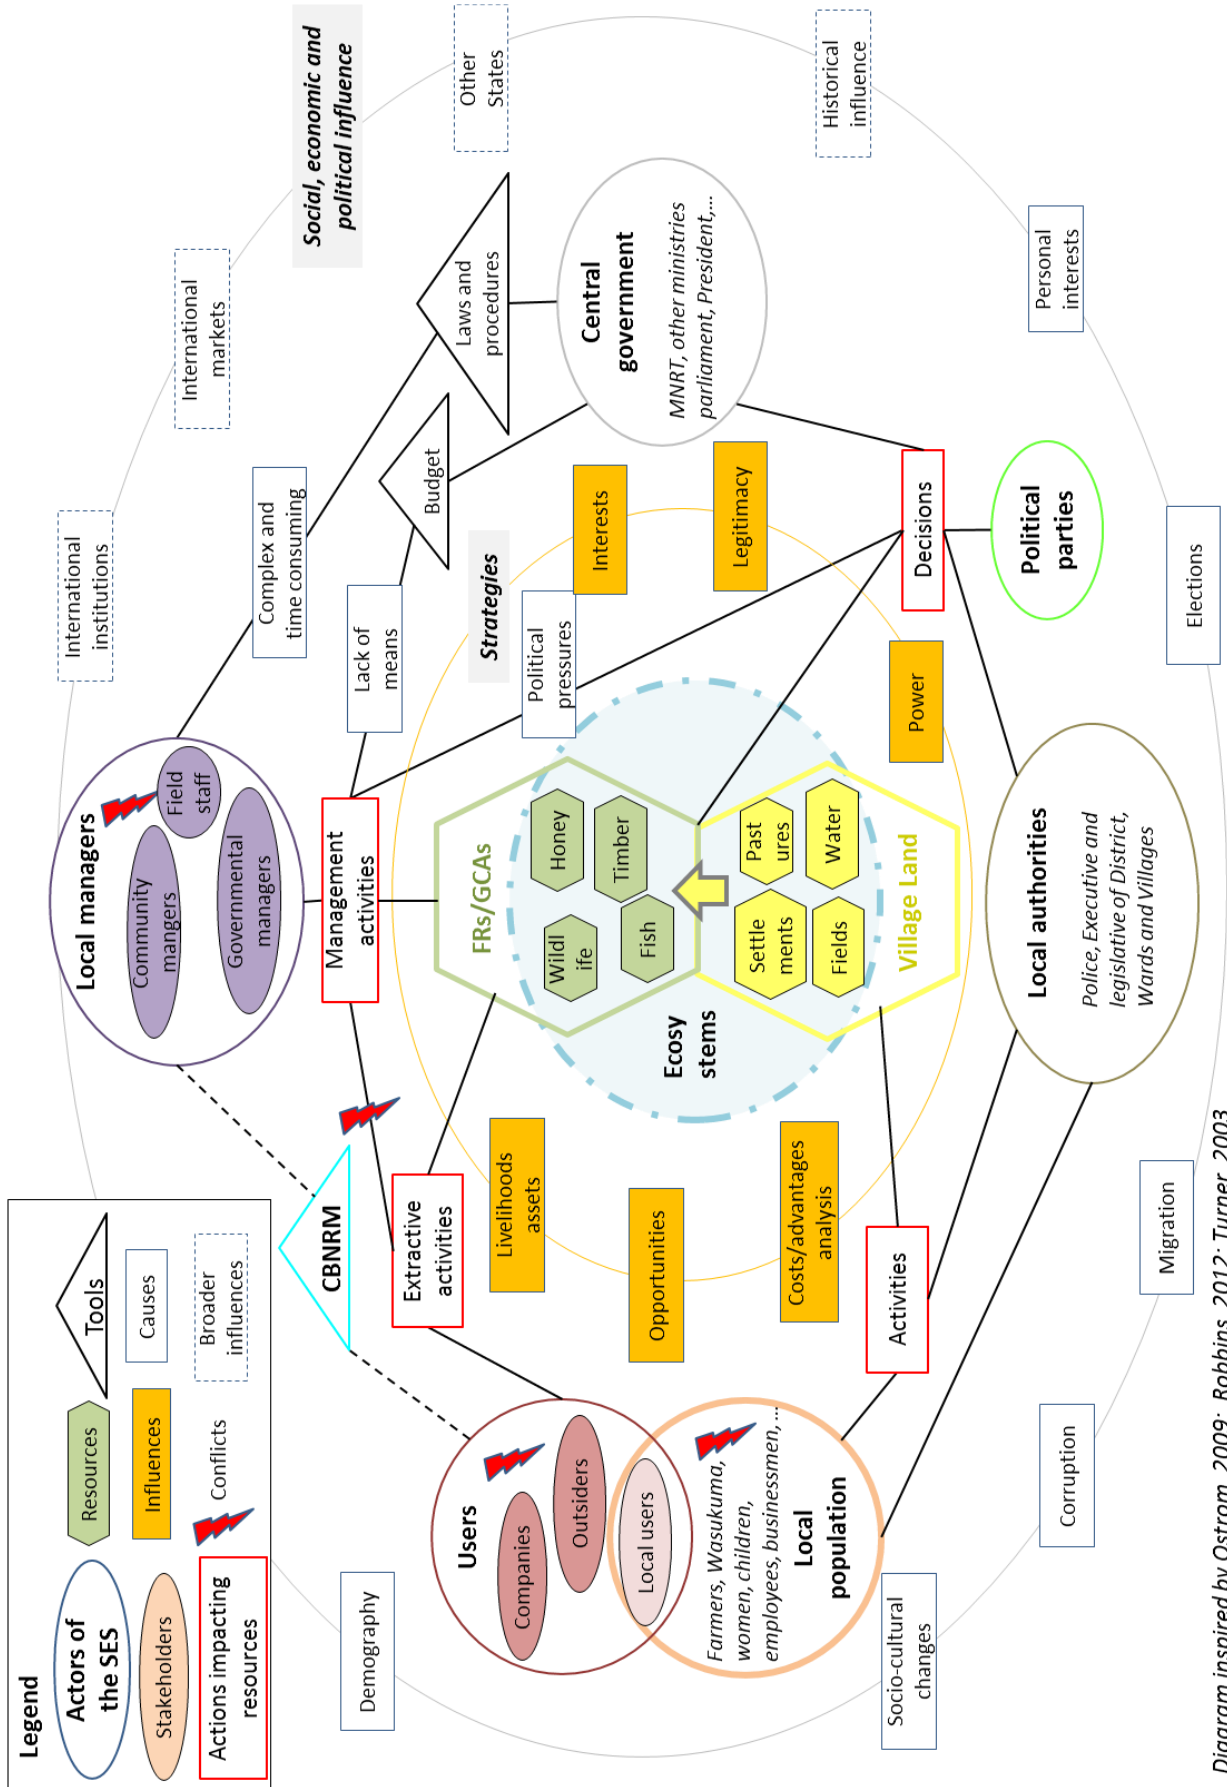 Legend
Actors of
the SES
Stakeholders
Actions impacting
resources
Resources
Influences
Conflicts
Tools
Causes
Broader
influences
International
institutions
International
markets
Social, economic and
political influence
Other
States
Historical
influence
Personal
interests
Elections
Migration
Corruption
Socio-cultural
changes
Demography
Local managers
Community
mangers
Field
staff
Governmental
managers
Complex and
time consuming
Laws and
procedures
Lack of
means
Budget
Management
activities
CBNRM
Extractive
activities
Strategies
Political
pressures
Interests
Legitimacy
Power
Livelihoods
assets
Opportunities
Costs/advantages
analysis
FRs/GCAs
Wildl
ife
Honey
Fish
Timber
Ecosy
stems
Settle
ments
Past
ures
Fields
Water
Village Land
Central
government
MNRT, other ministries
parliament, President,...
Decisions
Political
parties
Users
Companies
Outsiders
Local users
Farmers, Wasukuma,
women, children,
employees, businessmen, ...
Local
population
Activities
Local authorities
Police, Executive and
legislative of District,
Wards and Villages
Diagram inspired by Ostrom, 2009; Robbins, 2012; Turner, 2003